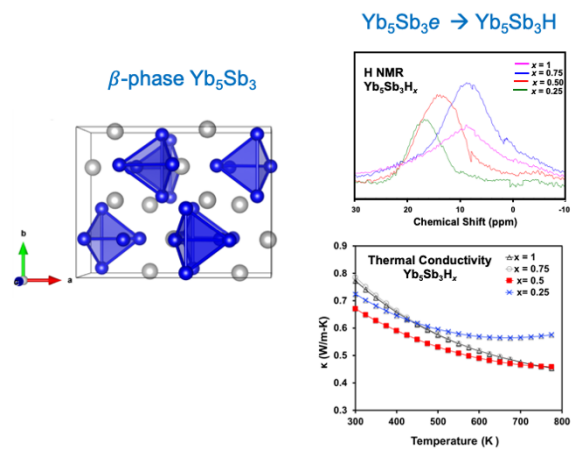 Yb₅Sb₃e → Yb₅Sb₃H
β-phase Yb₅Sb₃
b
a
H NMR
Yb₅Sb₃Hₓ
x = 1
x = 0.75
x = 0.50
x = 0.25
30 20 10 0 -10
Chemical Shift (ppm)
Thermal Conductivity
Yb₅Sb₃Hₓ
x = 1
x = 0.75
x= 0.5
x = 0.25
κ (W/m-K)
0.9
0.8
0.7
0.6
0.5
0.4
0.3
300 400 500 600 700 800
Temperature (K )